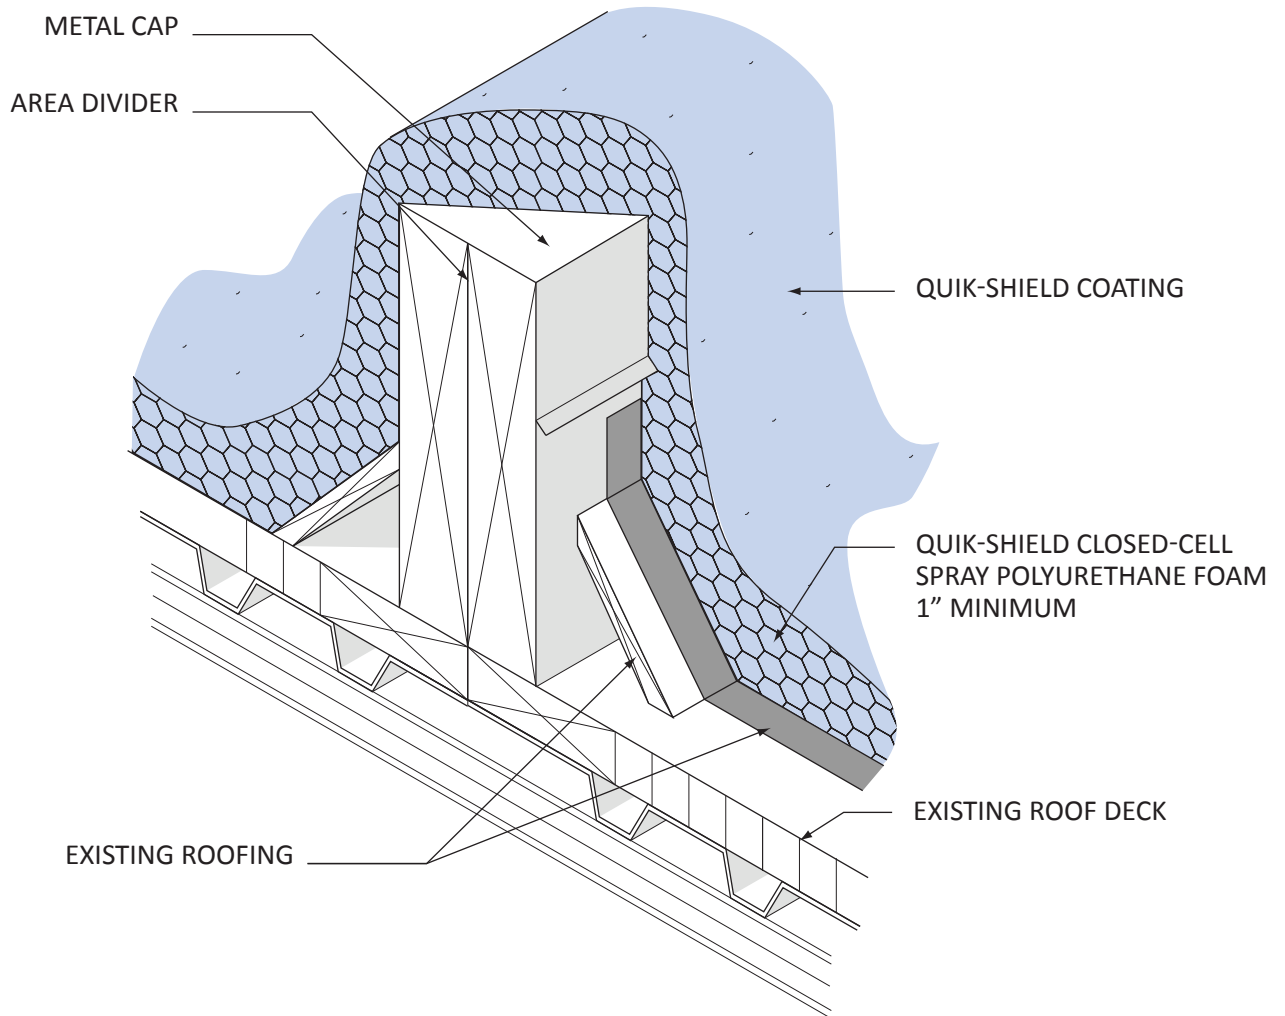 METAL CAP
AREA DIVIDER
QUIK-SHIELD COATING
QUIK-SHIELD CLOSED-CELL
SPRAY POLYURETHANE FOAM
1” MINIMUM
EXISTING ROOF DECK
EXISTING ROOFING